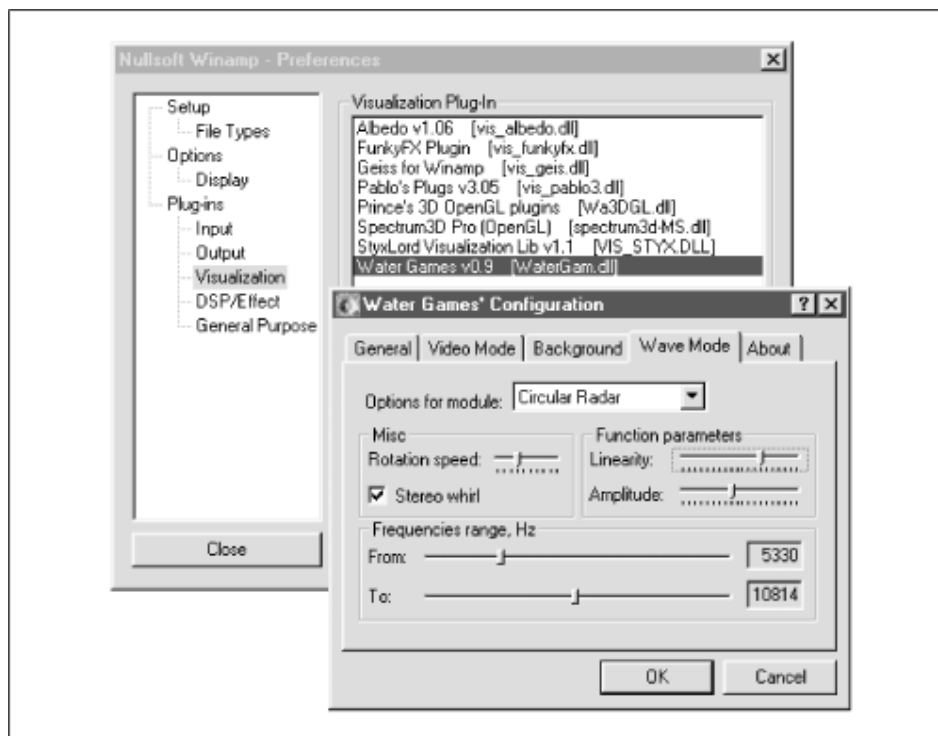 Nullsoft Winamp - Preferences
Setup
File Types
Options
Display
Plug-ins
Input
Output
Visualization
DSP/Effect
General Purpose
Close
Visualization Plug-In
Albedo v1.06 [vis_albedo.dll]
FunkyFX Plugin [vis_funkyfx.dll]
Geiss for Winamp [vis_geis.dll]
Pablo's Plugs v3.05 [vis_pablo3.dll]
Prince's 3D OpenGL plugins [Wa3DGL.dll]
Spectrum3D Pro (OpenGL) [spectrum3d-MS.dll]
StyxLord Visualization Lib v1.1 [VIS_STYX.DLL]
Water Games v0.9 [WaterGam.dll]
Water Games' Configuration
General Video Mode Background Wave Mode About
Options for module: Circular Radar
Misc
Rotation speed:
Stereo whirl
Function parameters
Linearity:
Amplitude:
Frequencies range, Hz
From: 5330
To: 10814
OK Cancel